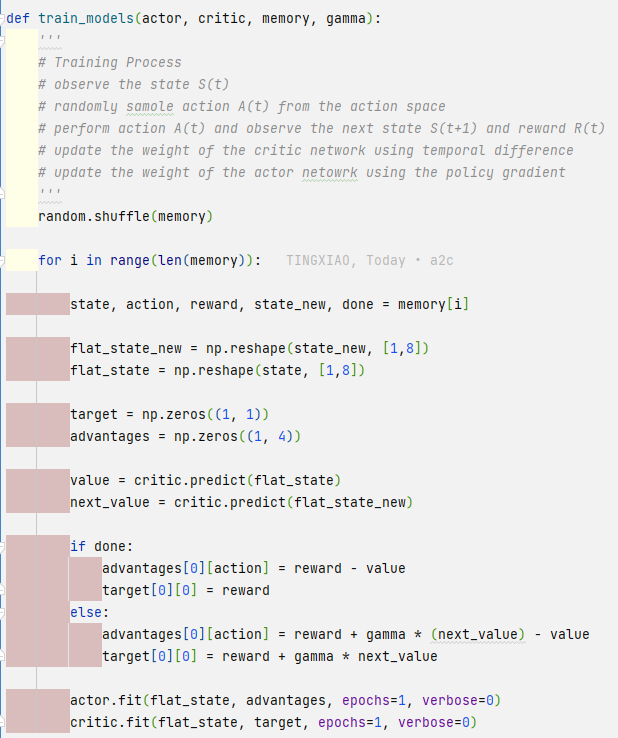 def train_models(actor, critic, memory, gamma):
'''
# Training Process
# observe the state S(t)
# randomly samole action A(t) from the action space
# perform action A(t) and observe the next state S(t+1) and reward R(t)
# update the weight of the critic network using temporal difference
# update the weight of the actor netowrk using the policy gradient
'''
random.shuffle(memory)
for i in range(len(memory)): TINGXIAO, Today • a2c
state, action, reward, state_new, done = memory[i]
flat_state_new = np.reshape(state_new, [1,8])
flat_state = np.reshape(state, [1,8])
target = np.zeros((1, 1))
advantages = np.zeros((1, 4))
value = critic.predict(flat_state)
next_value = critic.predict(flat_state_new)
if done:
advantages[0][action] = reward - value
target[0][0] = reward
else:
advantages[0][action] = reward + gamma * (next_value) - value
target[0][0] = reward + gamma * next_value
actor.fit(flat_state, advantages, epochs=1, verbose=0)
critic.fit(flat_state, target, epochs=1, verbose=0)